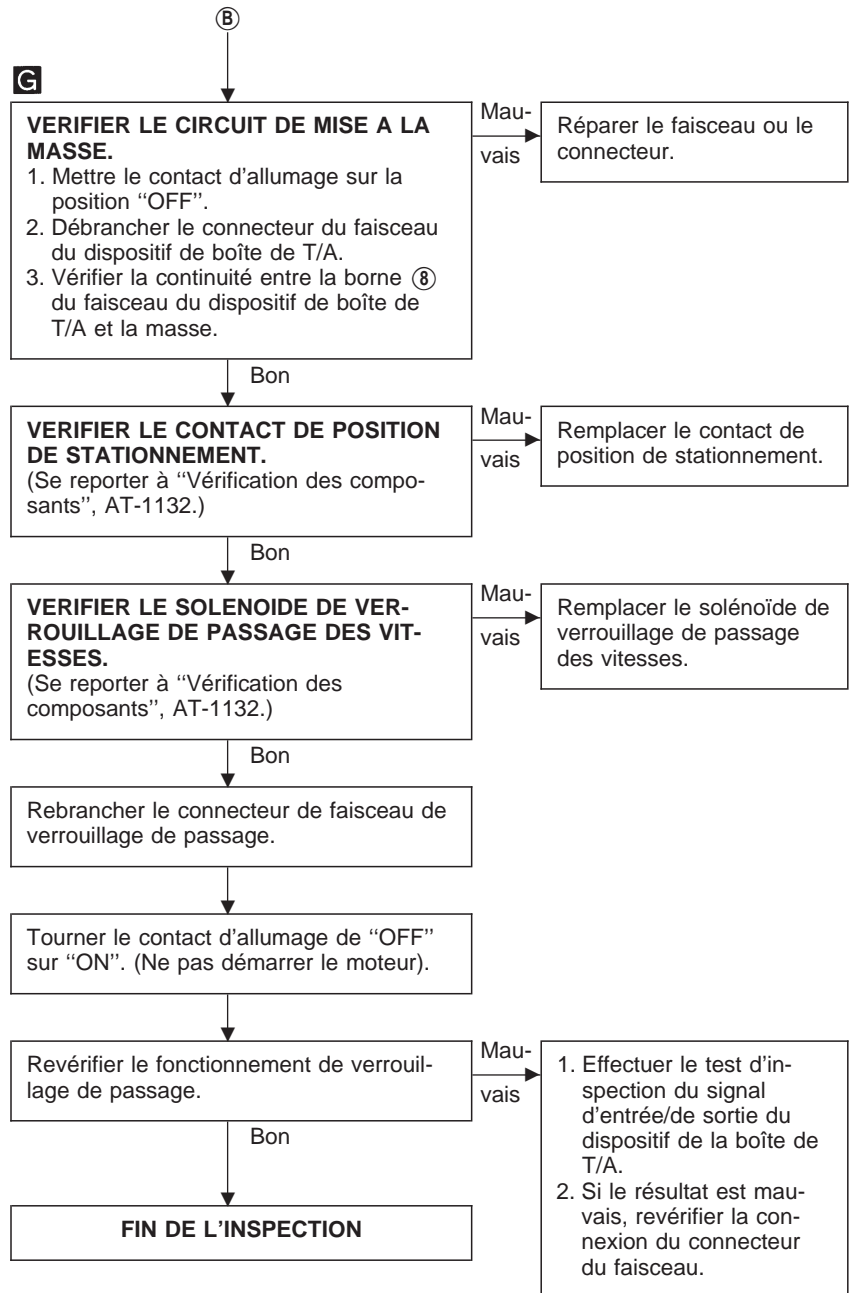 B
G
VERIFIER LE CIRCUIT DE MISE A LA
MASSE.
1. Mettre le contact d'allumage sur la
position ''OFF''.
2. Débrancher le connecteur du faisceau
du dispositif de boîte de T/A.
3. Vérifier la continuité entre la borne ⑧
du faisceau du dispositif de boîte de
T/A et la masse.
Mau-
vais
Réparer le faisceau ou le
connecteur.
Bon
VERIFIER LE CONTACT DE POSITION
DE STATIONNEMENT.
(Se reporter à ''Vérification des compo-
sants'', AT-1132.)
Mau-
vais
Remplacer le contact de
position de stationnement.
Bon
VERIFIER LE SOLENOIDE DE VER-
ROUILLAGE DE PASSAGE DES VIT-
ESSES.
(Se reporter à ''Vérification des
composants'', AT-1132.)
Mau-
vais
Remplacer le solénoïde de
verrouillage de passage
des vitesses.
Bon
Rebrancher le connecteur de faisceau de
verrouillage de passage.
Tourner le contact d'allumage de ''OFF''
sur ''ON''. (Ne pas démarrer le moteur).
Revérifier le fonctionnement de verrouil-
lage de passage.
Mau-
vais
1. Effectuer le test d'in-
spection du signal
d'entrée/de sortie du
dispositif de la boîte de
T/A.
2. Si le résultat est mau-
vais, revérifier la con-
nexion du connecteur
du faisceau.
Bon
FIN DE L'INSPECTION